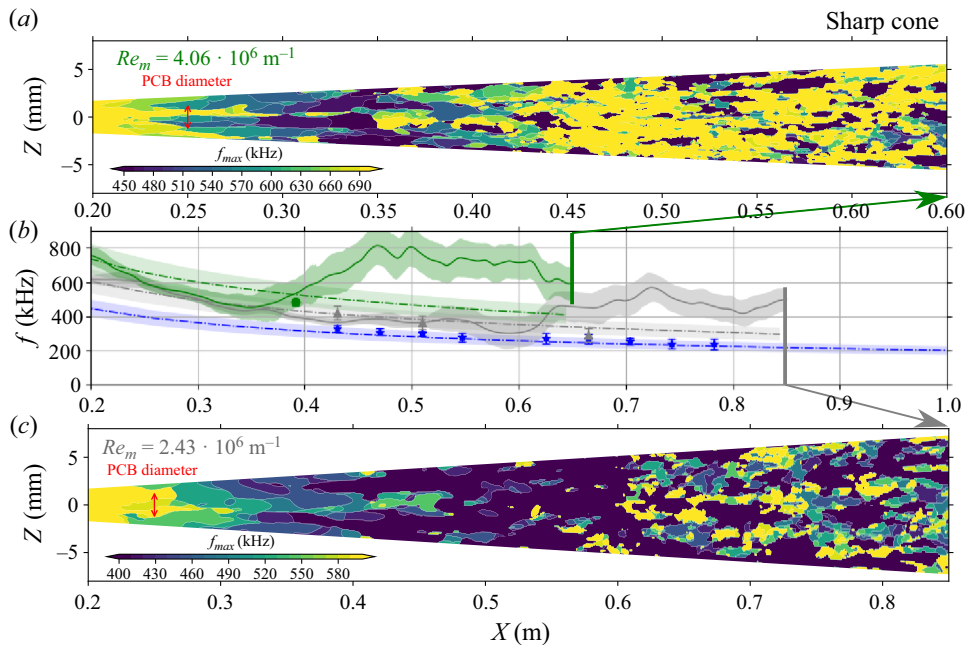 (a)
Sharp cone
Re_m = 4.06 · 10^6 m^–1
PCB diameter
Z (mm)
5
0
–5
f_max (kHz)
450 480 510 540 570 600 630 660 690
0.20 0.25 0.30 0.35 0.40 0.45 0.50 0.55 0.60 0.60
(b)
f (kHz)
800
600
400
200
0
0.2 0.3 0.4 0.5 0.6 0.7 0.8 0.9 1.0
(c)
Re_m = 2.43 · 10^6 m^–1
PCB diameter
Z (mm)
5
0
–5
f_max (kHz)
400 430 460 490 520 550 580
0.2 0.3 0.4 0.5 0.6 0.7 0.8
X (m)